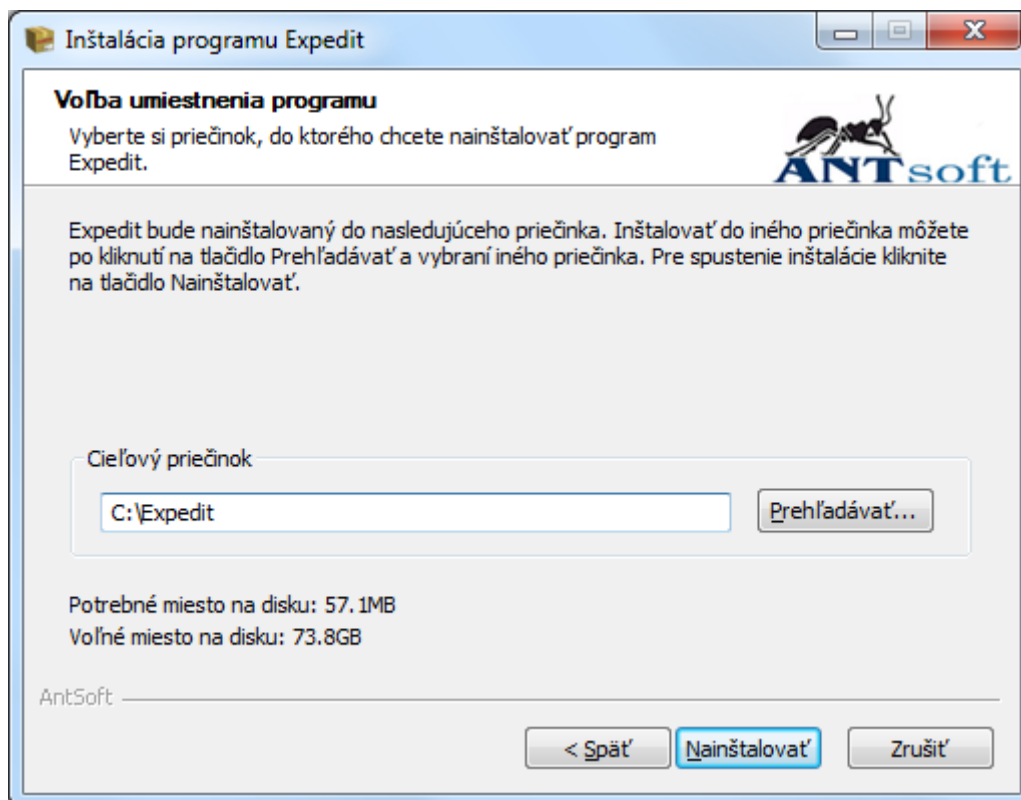 Inštalácia programu Expedit
Voľba umiestnenia programu
Vyberte si priečinok, do ktorého chcete nainštalovať program
Expedit.
ANTsoft
Expedit bude nainštalovaný do nasledujúceho priečinka. Inštalovať do iného priečinka môžete
po kliknutí na tlačidlo Prehľadávať a vybraní iného priečinka. Pre spustenie inštalácie kliknite
na tlačidlo Nainštalovať.
Cieľový priečinok
C:\Expedit
Prehľadávať...
Potrebné miesto na disku: 57.1MB
Voľné miesto na disku: 73.8GB
AntSoft
< Späť Nainštalovať Zrušiť